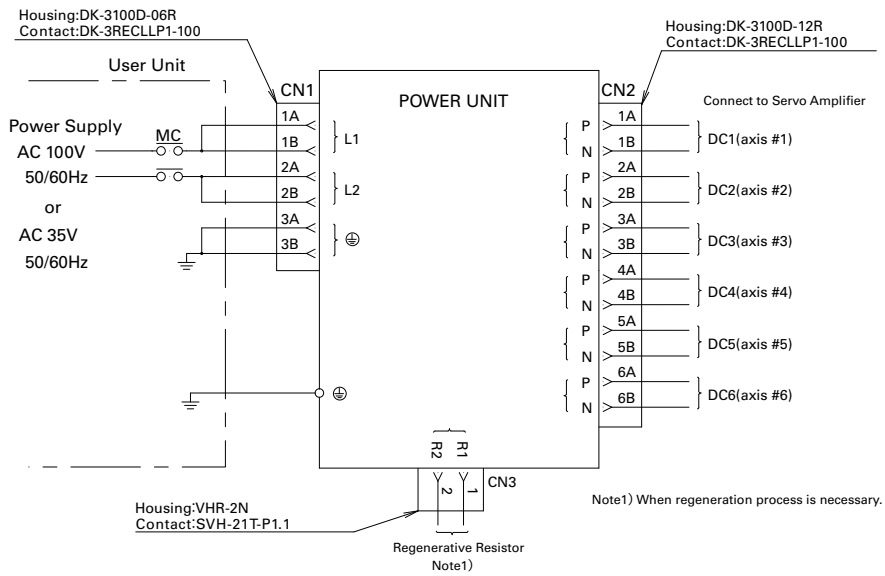 Housing:DK-3100D-06R
Contact:DK-3RECLLP1-100
Housing:DK-3100D-12R
Contact:DK-3RECLLP1-100
User Unit
CN1
POWER UNIT
CN2
Connect to Servo Amplifier
Power Supply
AC 100V
50/60Hz
or
AC 35V
50/60Hz
MC
1A
1B
L1
2A
2B
L2
3A
3B
P
N
1A
1B
DC1(axis #1)
P
N
2A
2B
DC2(axis #2)
P
N
3A
3B
DC3(axis #3)
P
N
4A
4B
DC4(axis #4)
P
N
5A
5B
DC5(axis #5)
P
N
6A
6B
DC6(axis #6)
R2
R1
2
1
CN3
Housing:VHR-2N
Contact:SVH-21T-P1.1
Regenerative Resistor
Note1)
Note1) When regeneration process is necessary.